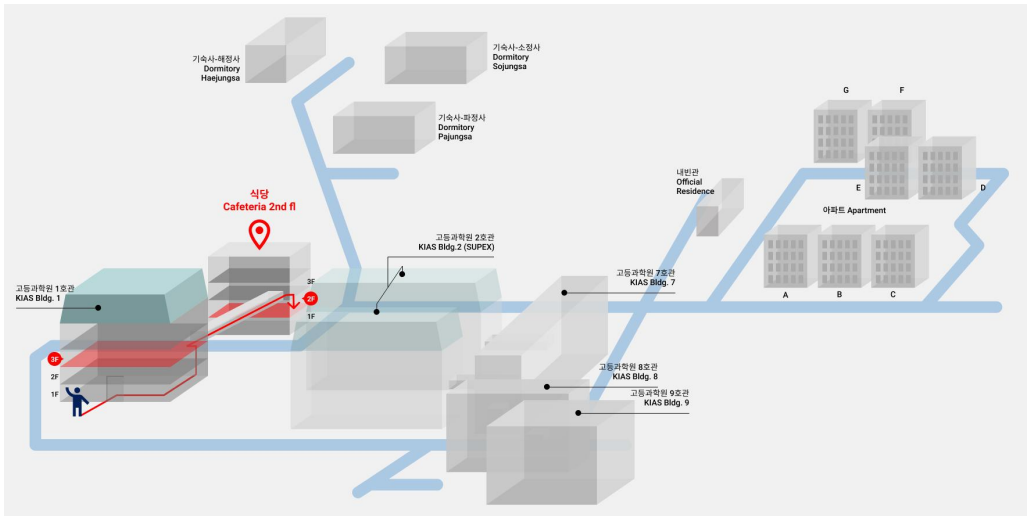 기숙사-해정사
Dormitory
Haejungsa
기숙사-소정사
Dormitory
Sojungsa
기숙사-파정사
Dormitory
Pajungsa
식당
Cafeteria 2nd fl
내빈관
Official
Residence
G
F
E
D
아파트 Apartment
A
B
C
고등과학원 1호관
KIAS Bldg. 1
고등과학원 2호관
KIAS Bldg.2 (SUPEX)
3F
2F
1F
고등과학원 7호관
KIAS Bldg. 7
3F
2F
1F
고등과학원 8호관
KIAS Bldg. 8
고등과학원 9호관
KIAS Bldg. 9